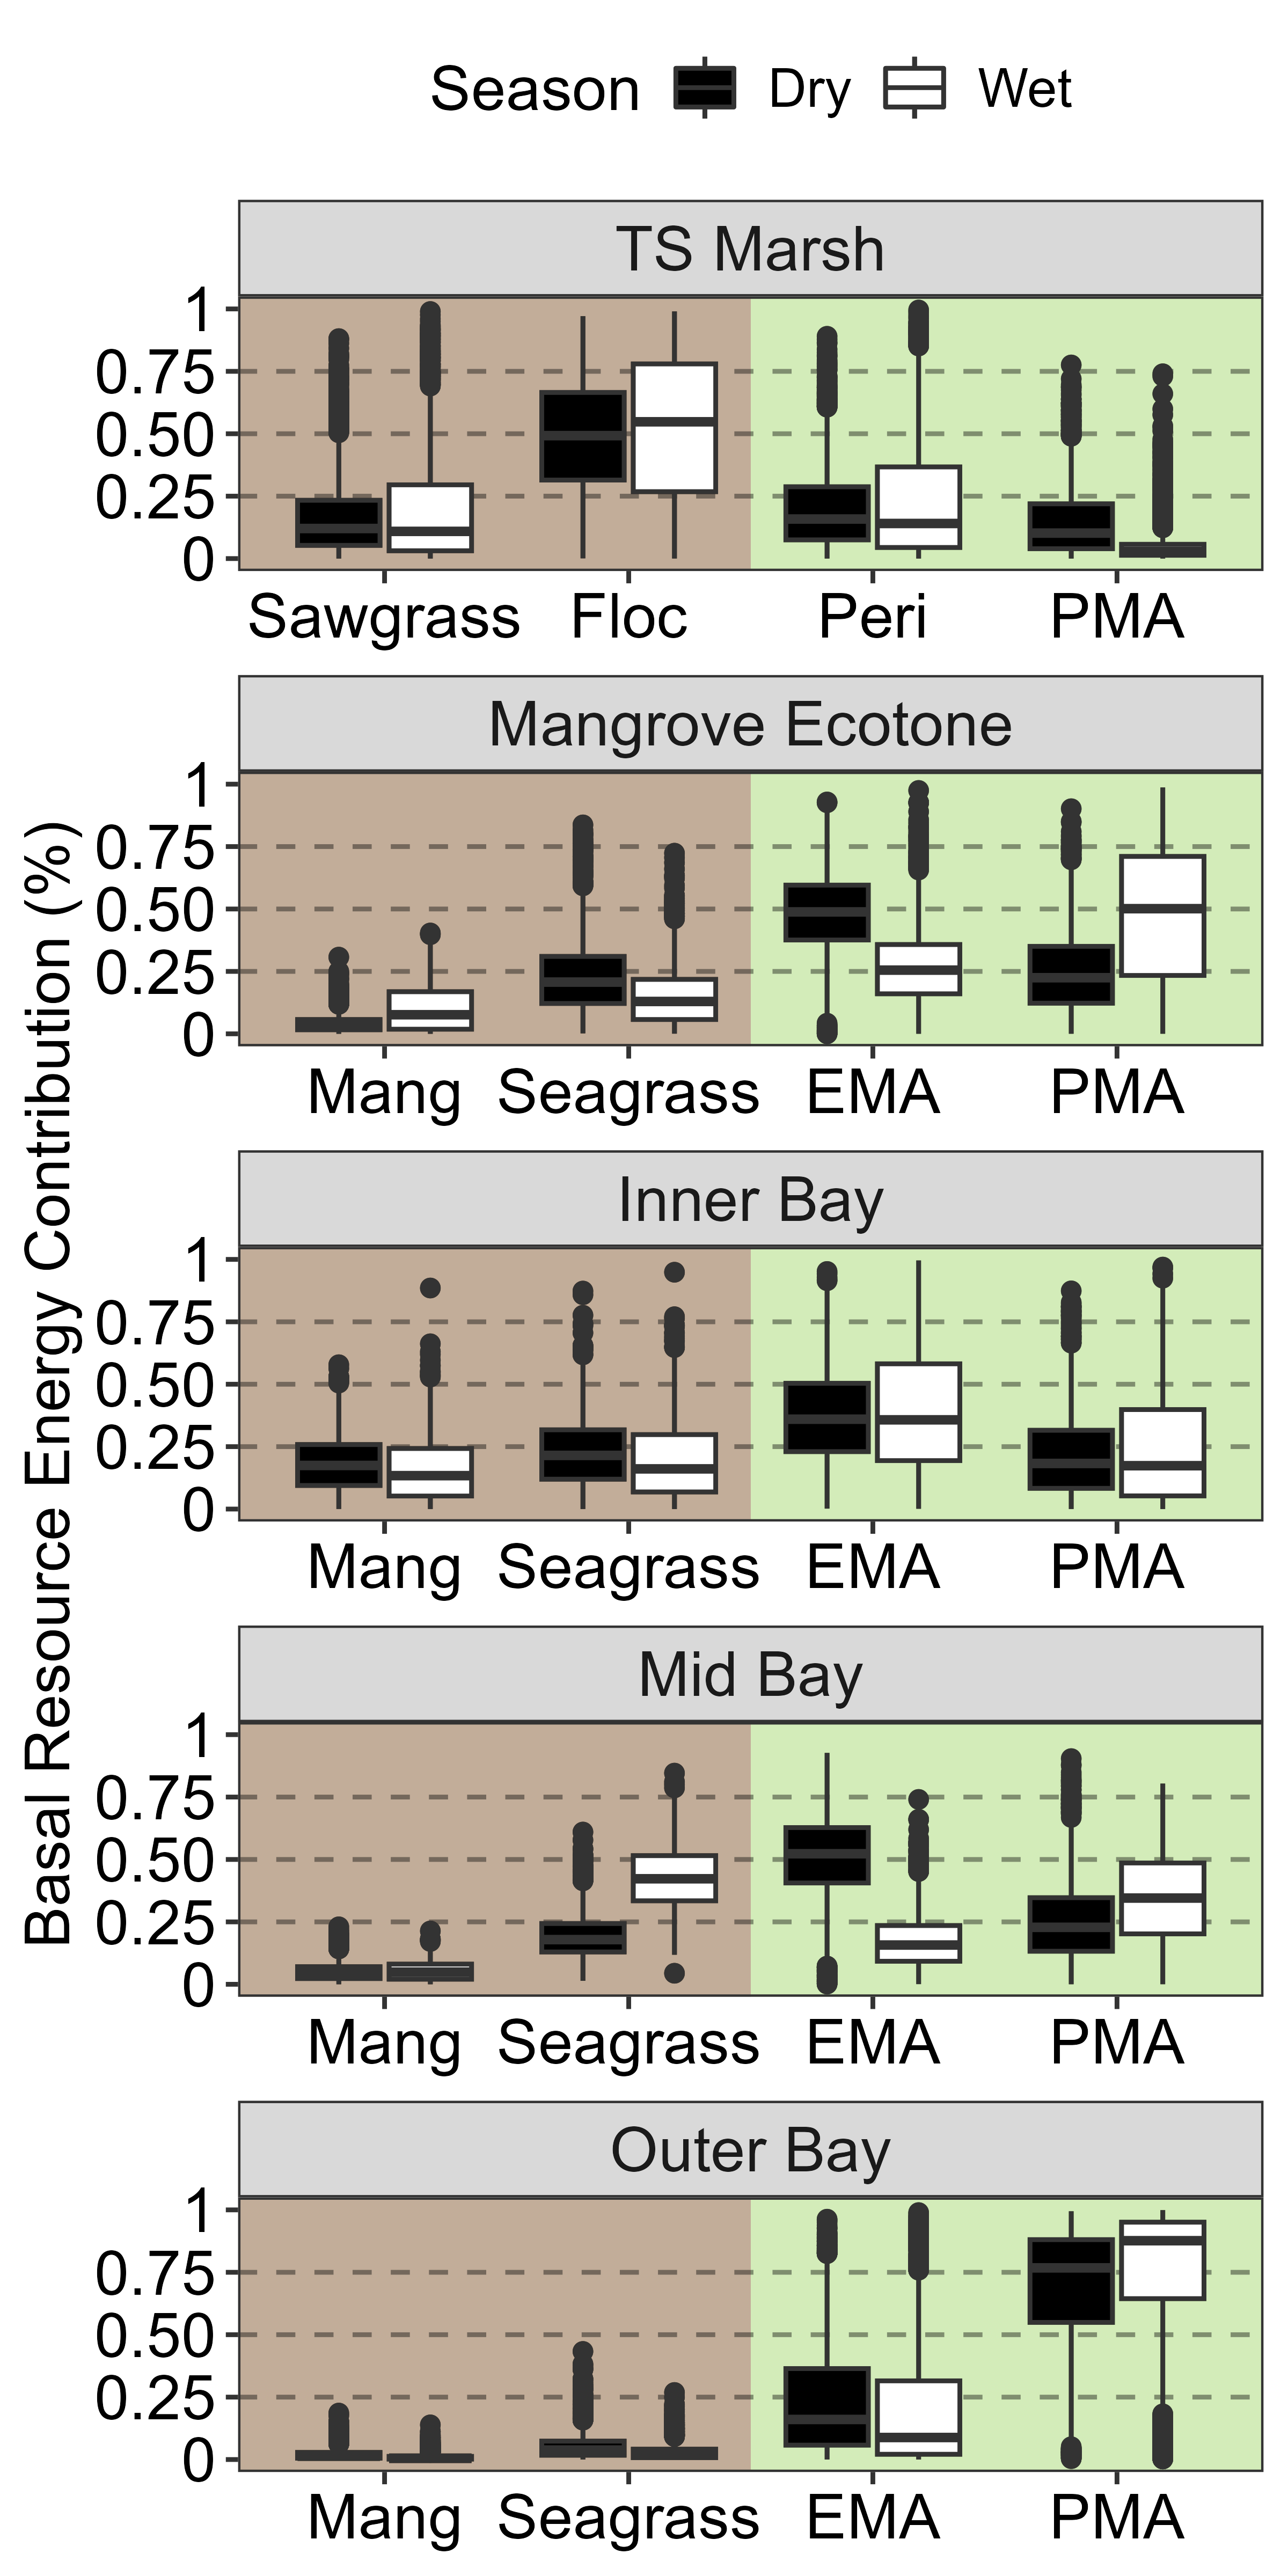 Season Dry Wet
TS Marsh
1
0.75
0.50
0.25
0
Sawgrass Floc Peri PMA
Mangrove Ecotone
1
0.75
0.50
0.25
0
Mang Seagrass EMA PMA
Inner Bay
1
0.75
0.50
0.25
0
Mang Seagrass EMA PMA
Mid Bay
1
0.75
0.50
0.25
0
Mang Seagrass EMA PMA
Outer Bay
1
0.75
0.50
0.25
0
Mang Seagrass EMA PMA
Basal Resource Energy Contribution (%)